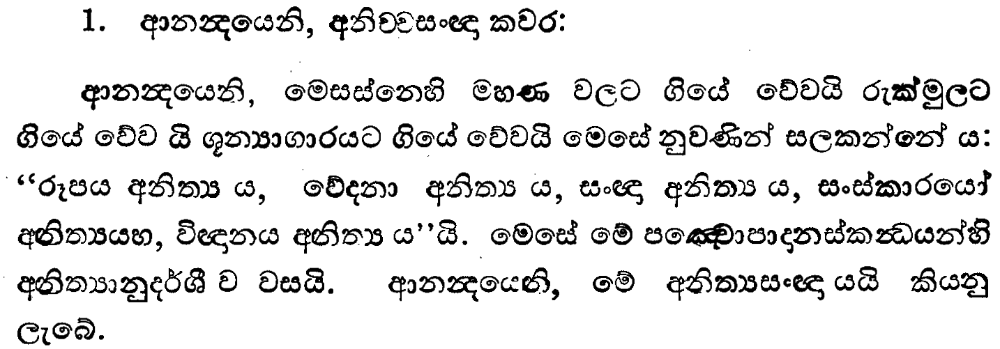 1. ආනන්‍දයෙනි, අනිච්චසංඥා කවර:
ආනන්‍දයෙනි, මෙසස්නෙහි මහණ වලට ගියේ වේවයි රුක්මුලට
ගියේ වේව යි ශූන්‍යාගාරයට ගියේ වේවයි මෙසේ නුවණින් සලකන්නේ ය:
“රූපය අනිත්‍ය ය, වේදනා අනිත්‍ය ය, සංඥා අනිත්‍ය ය, සංස්කාරයෝ
අනිත්‍යයහ, විඥානය අනිත්‍ය ය”යි. මෙසේ මේ පඤ්චොපාදානස්කන්‍ධයන්හි
අනිත්‍යානුදර්ශී ව වසයි. ආනන්‍දයෙනි, මේ අනිත්‍යසංඥා යයි කියනු
ලැබේ.